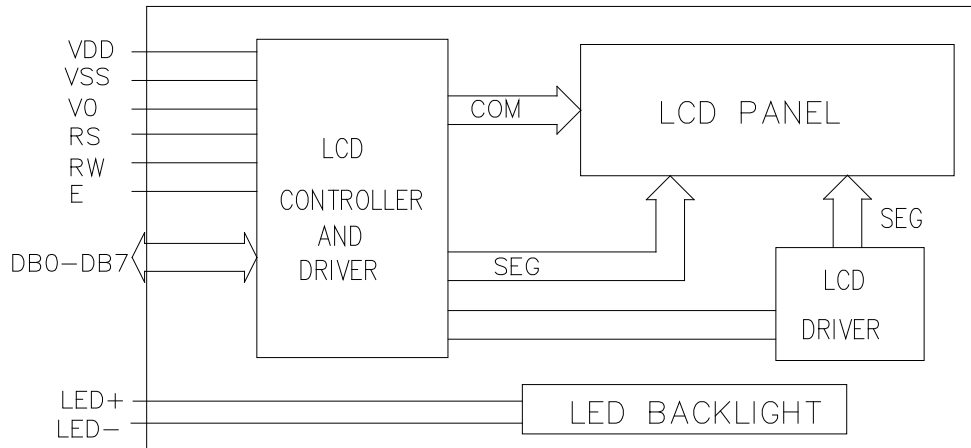 VDD
VSS
VO
RS
RW
E
DB0-DB7
LED+
LED-
LCD
CONTROLLER
AND
DRIVER
COM
SEG
LCD PANEL
SEG
LCD
DRIVER
LED BACKLIGHT